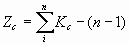 Z_c = \sum_{i}^{n} K_c - (n-1)